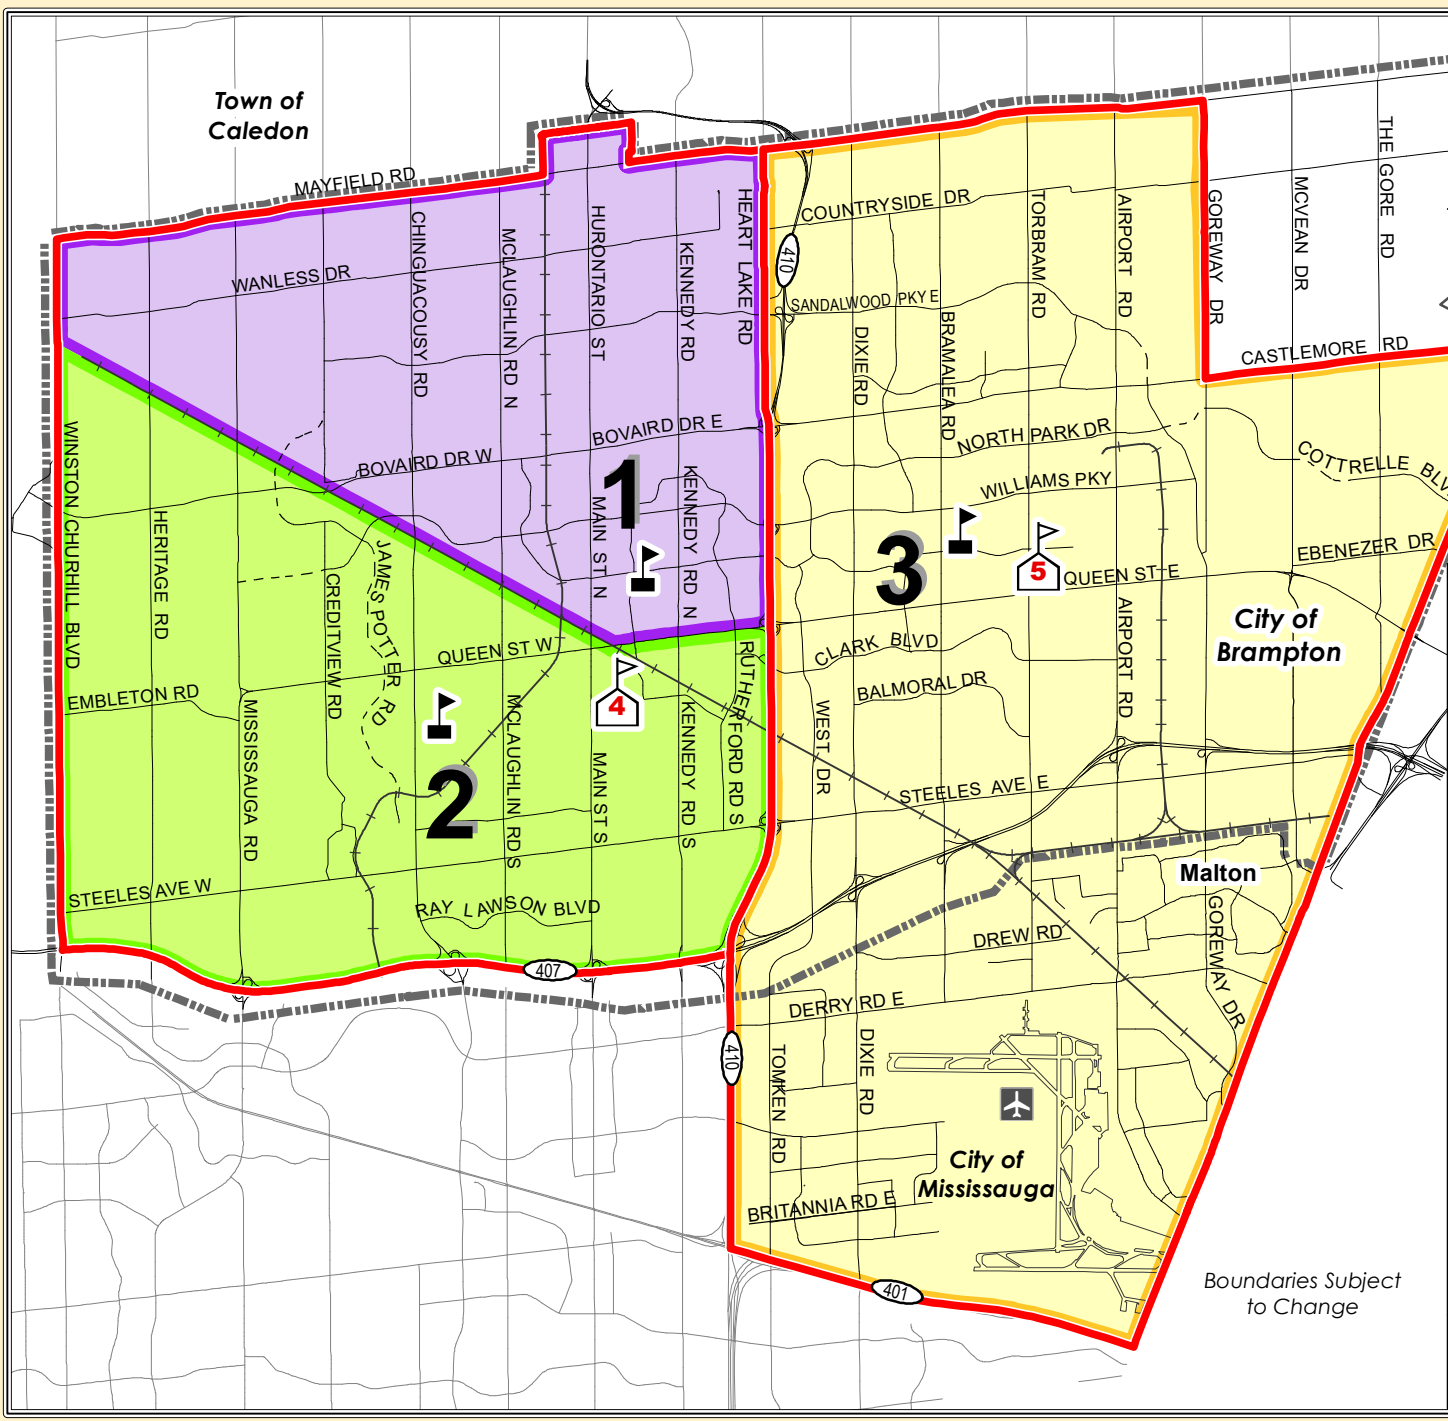 Town of
Caledon
MAYFIELD RD
WANLESS DR
CHINGUACOUSY RD
MCLAUGHLIN RD N
HURONTARIO ST
KENNEDY RD
HEART LAKE RD
410
COUNTRYSIDE DR
SANDALWOOD PKY E
DIXIE RD
BRAMALEA RD
TORBRAM RD
AIRPORT RD
GOREWAY DR
MCVEAN DR
THE GORE RD
CASTLEMORE RD
BOVAIRD DR E
BOVAIRD DR W
1
MAIN ST N
KENNEDY RD N
NORTH PARK DR
WILLIAMS PKY
COTTRELLE BLV
EBENEZER DR
3
5
QUEEN ST E
WINSTON CHURHILL BLVD
HERITAGE RD
CREDITVIEW RD
JAMES POTTER RD
QUEEN ST W
EMBLETON RD
MISSISSAUGA RD
2
4
MCLAUGHLIN RD S
MAIN ST S
KENNEDY RD S
RUTHERFORD RD S
STEELES AVE W
RAY LAWSON BLVD
407
CLARK BLVD
BALMORAL DR
WEST DR
AIRPORT RD
City of
Brampton
STEELES AVE E
Malton
GOREWAY DR
DREW RD
DERRY RD E
410
TOMKEN RD
DIXIE RD
City of
Mississauga
BRITANNIA RD E
401
Boundaries Subject
to Change